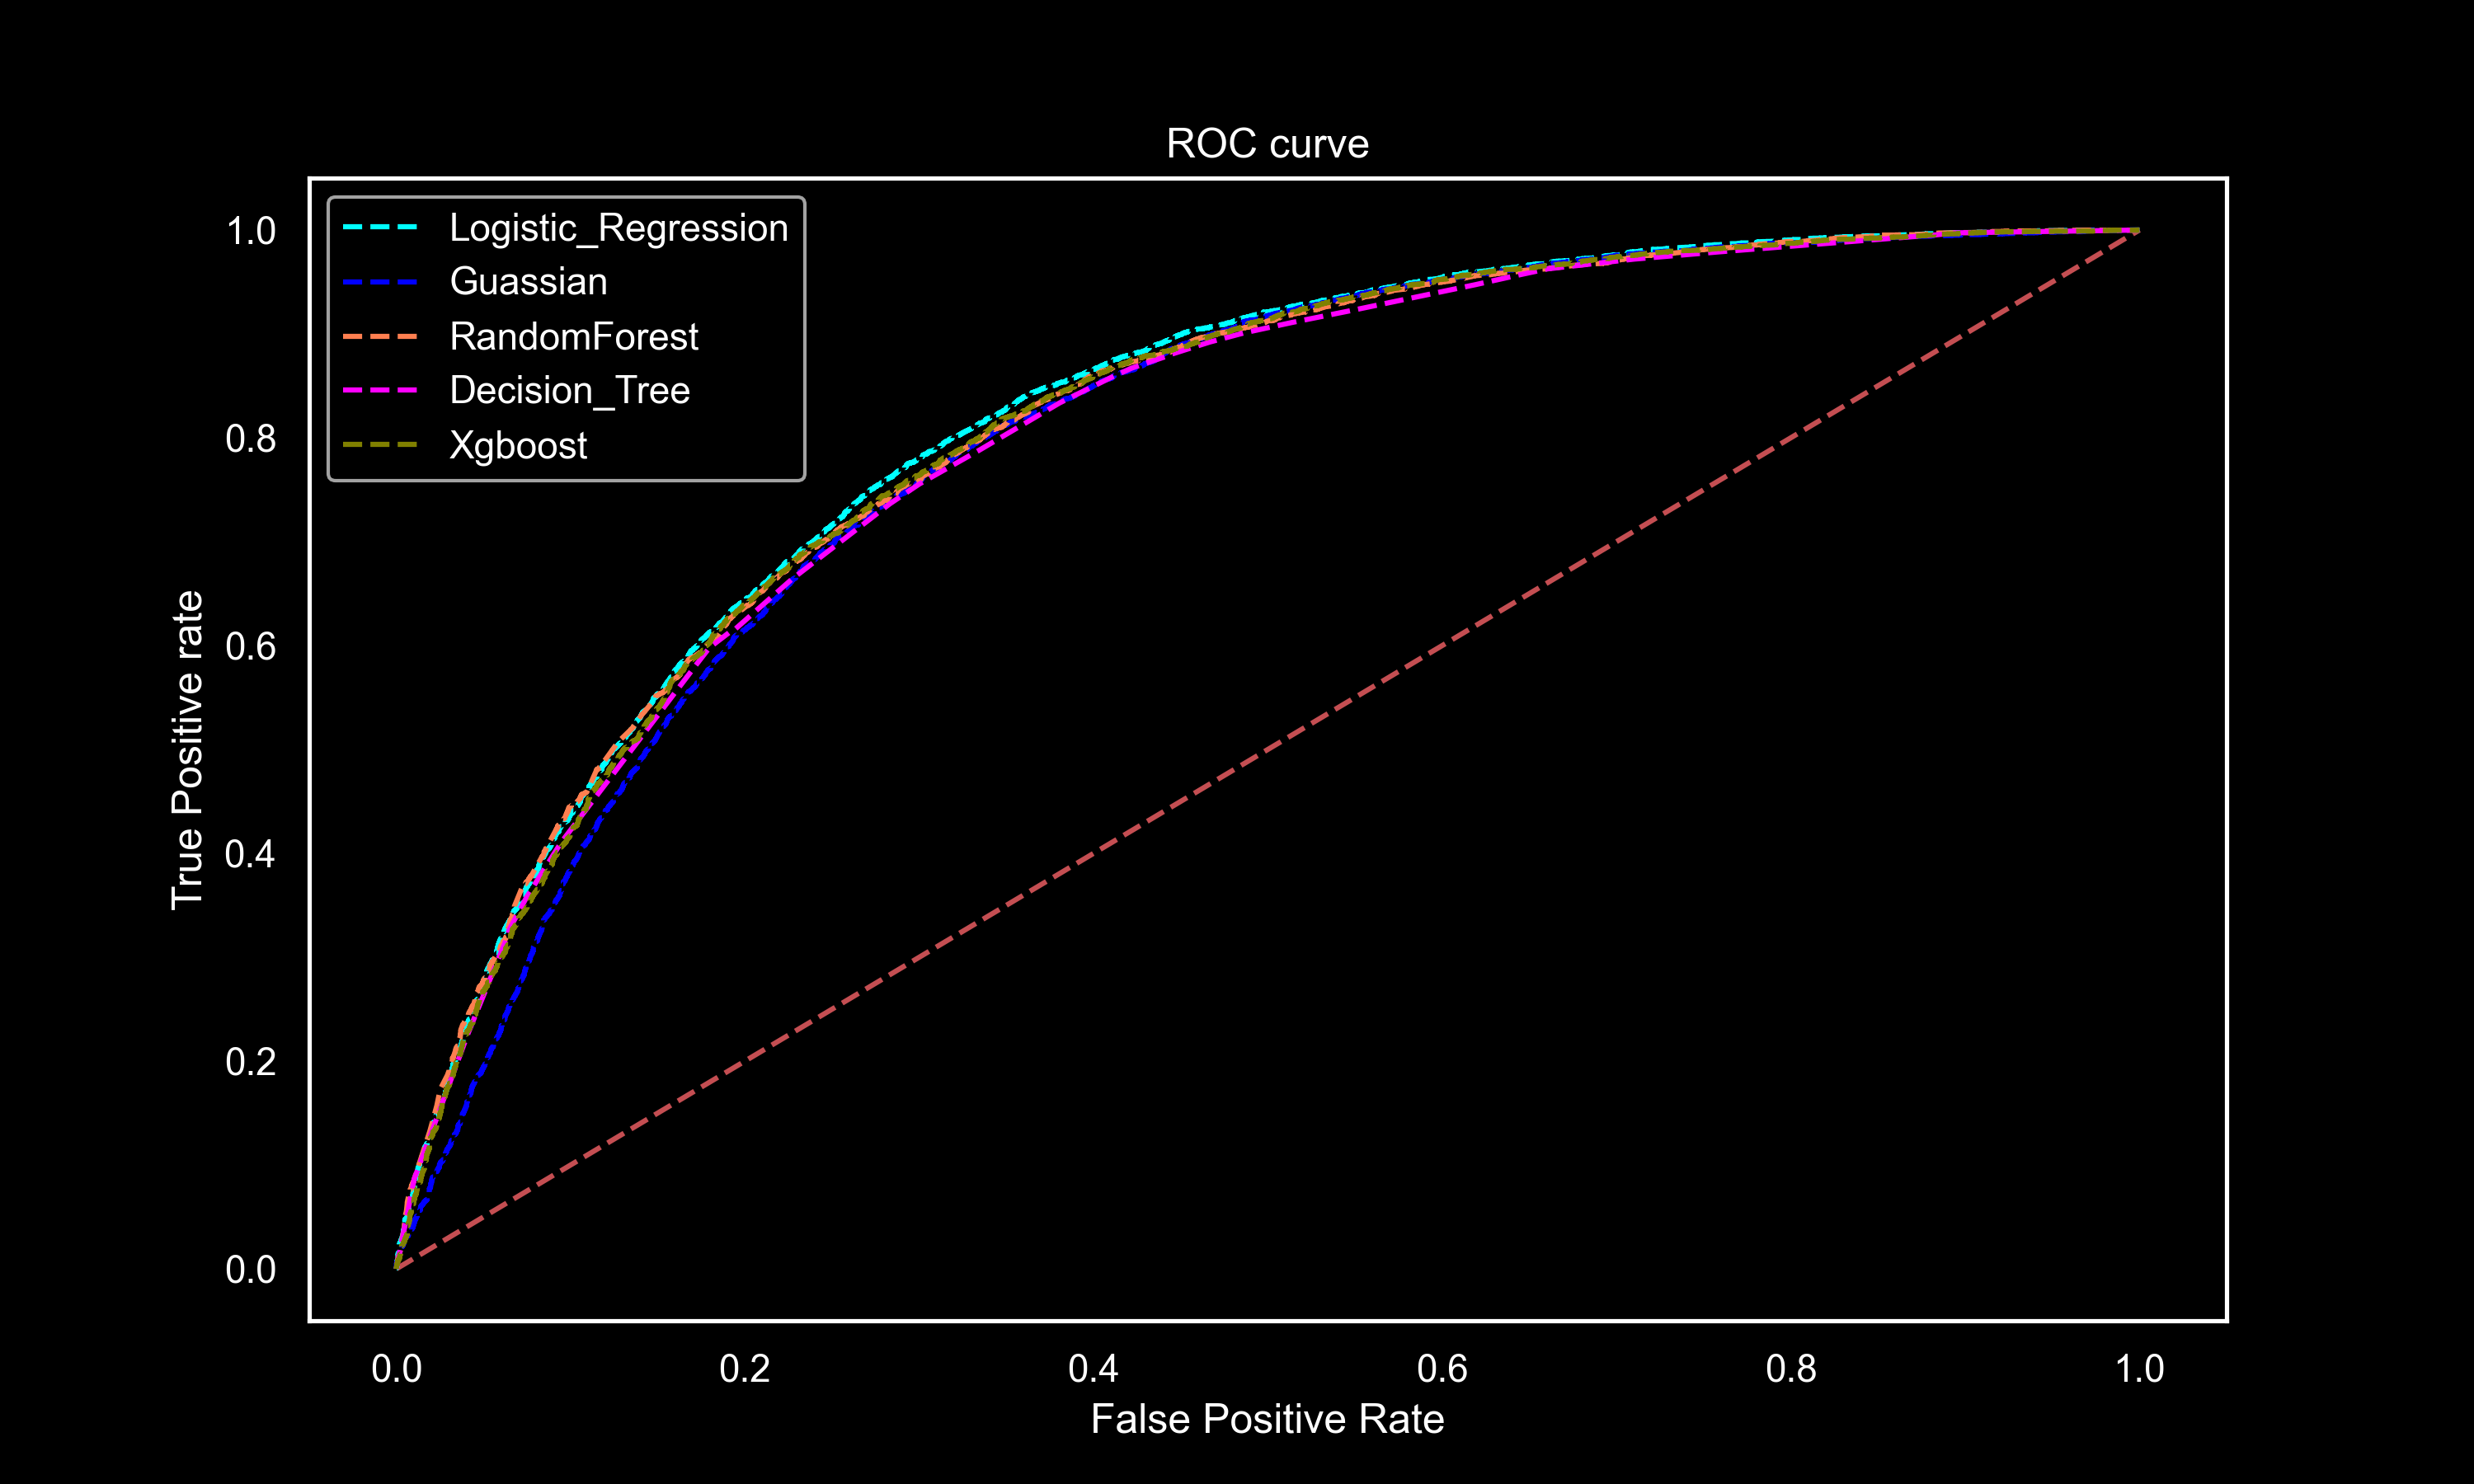 ROC curve
Logistic_Regression
Guassian
RandomForest
Decision_Tree
Xgboost
True Positive rate
1.0
0.8
0.6
0.4
0.2
0.0
0.0 0.2 0.4 0.6 0.8 1.0
False Positive Rate